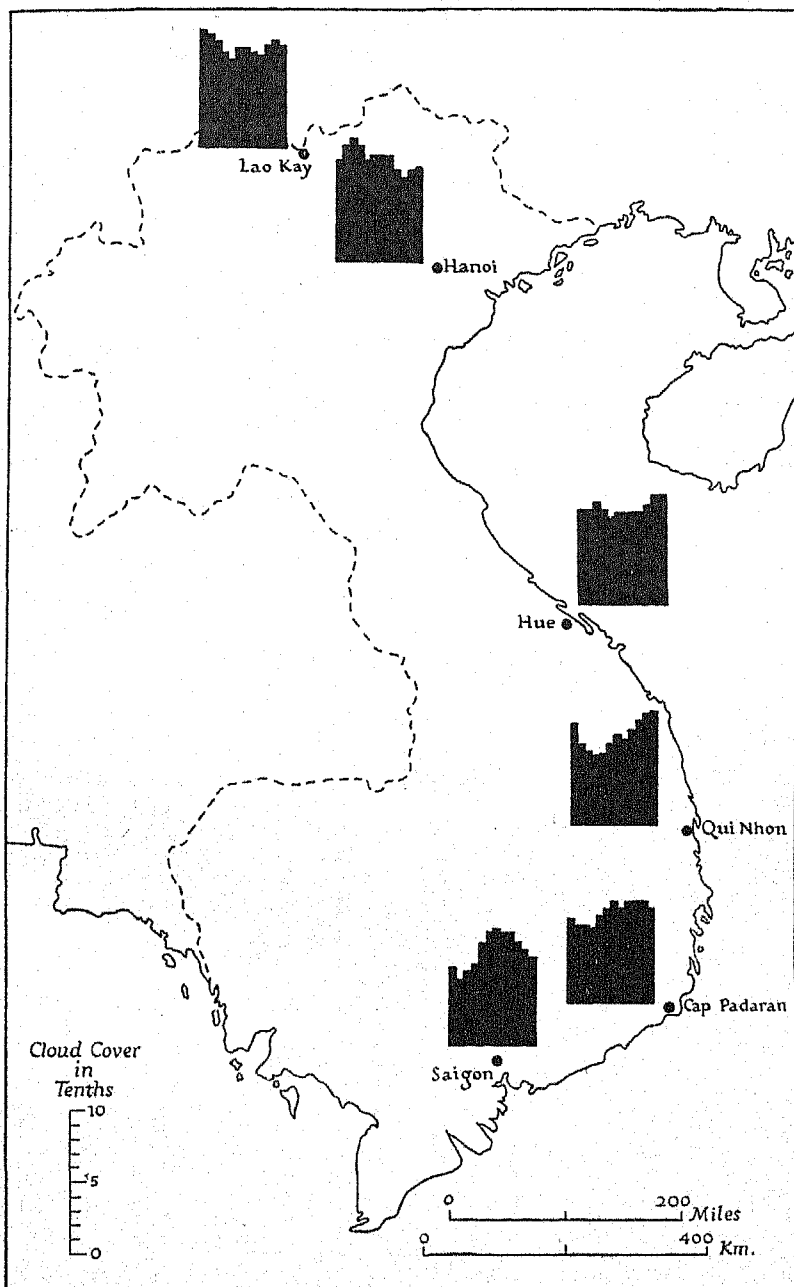 Lao Kay
Hanoi
Hue
Qui Nhon
Cap Padaran
Saigon
Cloud Cover
in
Tenths
10
5
0
0 200
Miles
0 400
Km.